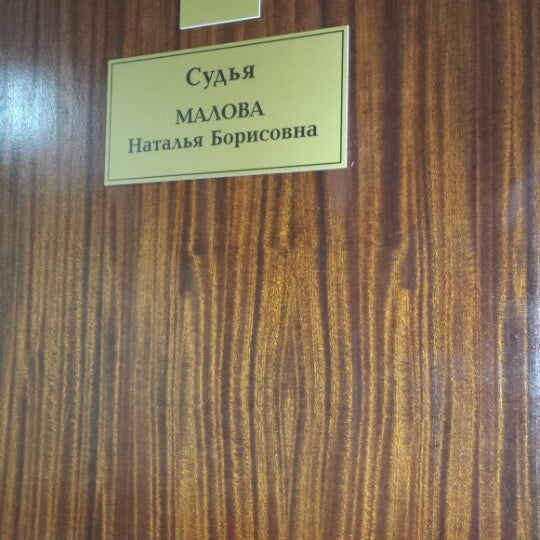 Судья
МАЛОВА
Наталья Борисовна